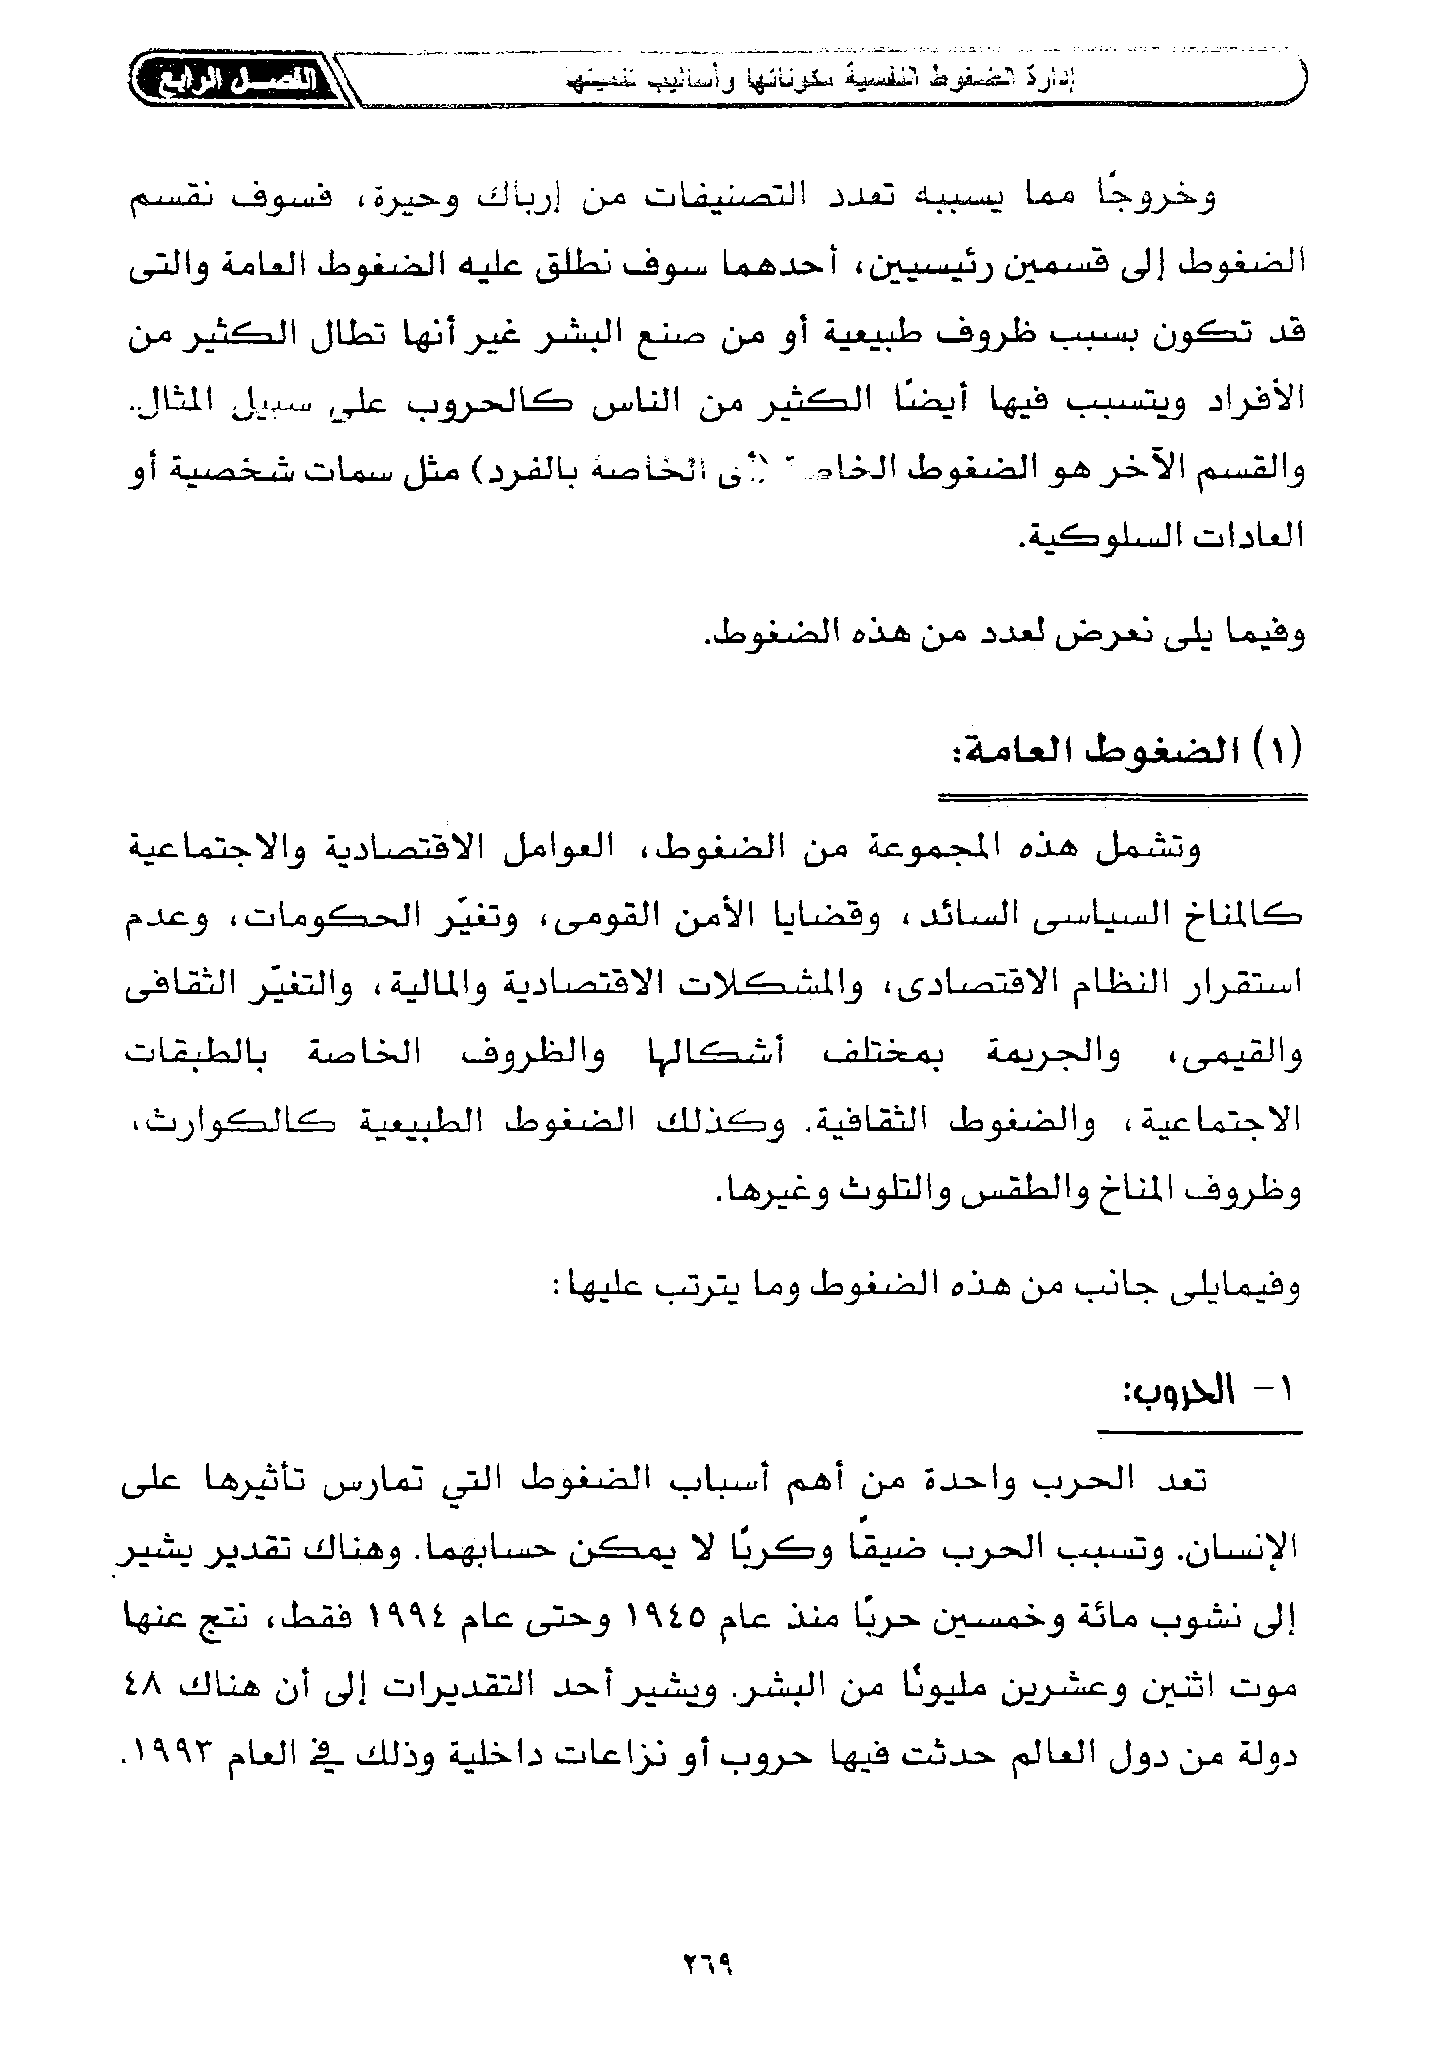 إدارة الضغوط النفسية مكوناتها وأساليب تنميتها
الفصل الرابع
وخروجًا مما يسببه تعدد التصنيفات من إرباك وحيرة، فسوف نقسم
الضغوط إلى قسمين رئيسيين، أحدهما سوف نطلق عليه الضغوط العامة والتى
قد تكون بسبب ظروف طبيعية أو من صنع البشر غير أنها تطال الكثير من
الأفراد ويتسبب فيها أيضًا الكثير من الناس كالحروب على سبيل المثال.
والقسم الآخر هو الضغوط الخاصة (أى الخاصة بالفرد) مثل سمات شخصية أو
العادات السلوكية.
وفيما يلى نعرض لعدد من هذه الضغوط.
(١) الضغوط العامة:
وتشمل هذه المجموعة من الضغوط، العوامل الاقتصادية والاجتماعية
كالمناخ السياسى السائد، وقضايا الأمن القومى، وتغيّر الحكومات، وعدم
استقرار النظام الاقتصادى، والمشكلات الاقتصادية والمالية، والتغيّر الثقافى
والقيمى، والجريمة بمختلف أشكالها والظروف الخاصة بالطبقات
الاجتماعية، والضغوط الثقافية. وكذلك الضغوط الطبيعية كالكوارث،
وظروف المناخ والطقس والتلوث وغيرها.
وفيمايلى جانب من هذه الضغوط وما يترتب عليها:
١- الحروب:
تعد الحرب واحدة من أهم أسباب الضغوط التي تمارس تأثيرها على
الإنسان. وتسبب الحرب ضيقًا وكربًا لا يمكن حسابهما. وهناك تقدير يشير
إلى نشوب مائة وخمسين حربًا منذ عام ١٩٤٥ وحتى عام ١٩٩٤ فقط، نتج عنها
موت اثنين وعشرين مليونًا من البشر. ويشير أحد التقديرات إلى أن هناك ٤٨
دولة من دول العالم حدثت فيها حروب أو نزاعات داخلية وذلك في العام ١٩٩٣.
٢٦٩